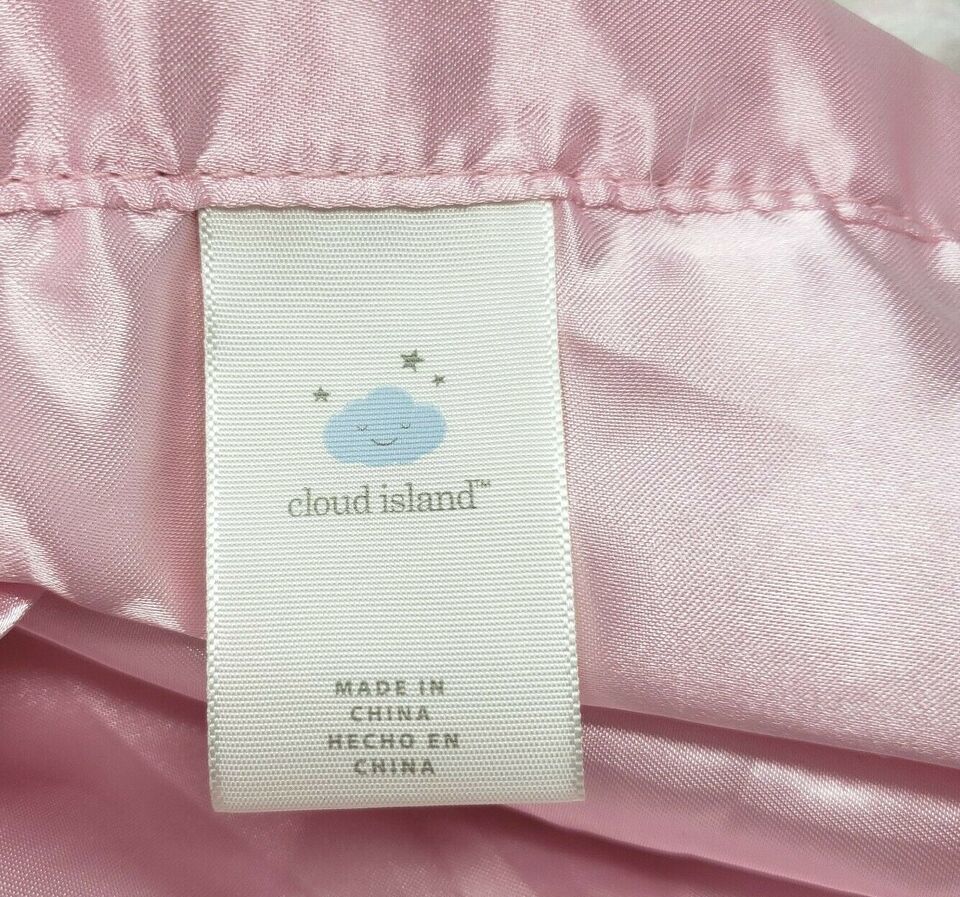 cloud island™
MADE IN
CHINA
HECHO EN
CHINA